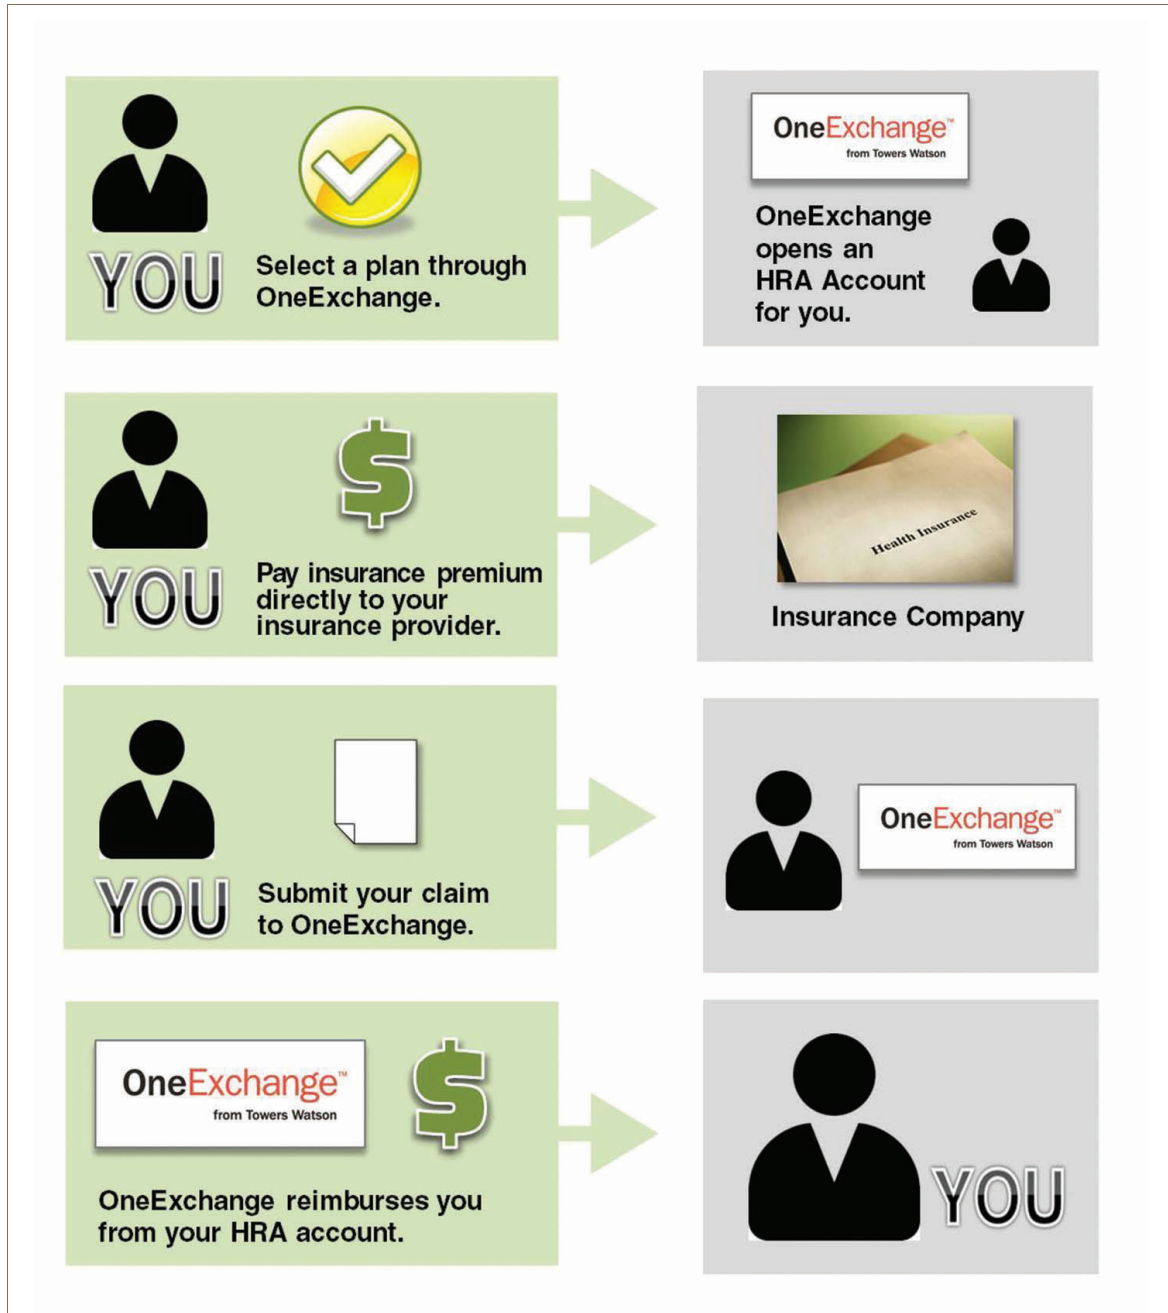 YOU
Select a plan through
OneExchange.
OneExchange™
from Towers Watson
OneExchange
opens an
HRA Account
for you.
YOU
Pay insurance premium
directly to your
insurance provider.
Health Insurance
Insurance Company
YOU
Submit your claim
to OneExchange.
OneExchange™
from Towers Watson
OneExchange™
from Towers Watson
OneExchange reimburses you
from your HRA account.
YOU